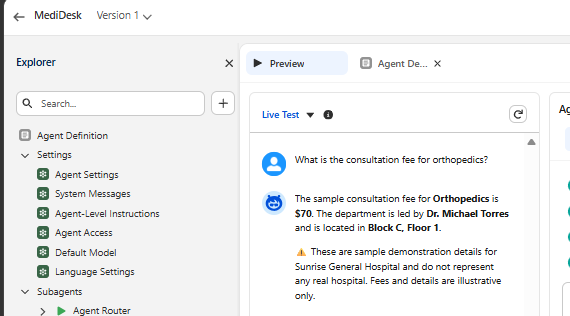 MediDesk Version 1
Explorer
Preview
Agent De...
Search...
Live Test
Agent Definition
Settings
Agent Settings
System Messages
Agent-Level Instructions
Agent Access
Default Model
Language Settings
Subagents
Agent Router
What is the consultation fee for orthopedics?
The sample consultation fee for Orthopedics is
$70. The department is led by Dr. Michael Torres
and is located in Block C, Floor 1.
⚠️ These are sample demonstration details for
Sunrise General Hospital and do not represent
any real hospital. Fees and details are illustrative
only.